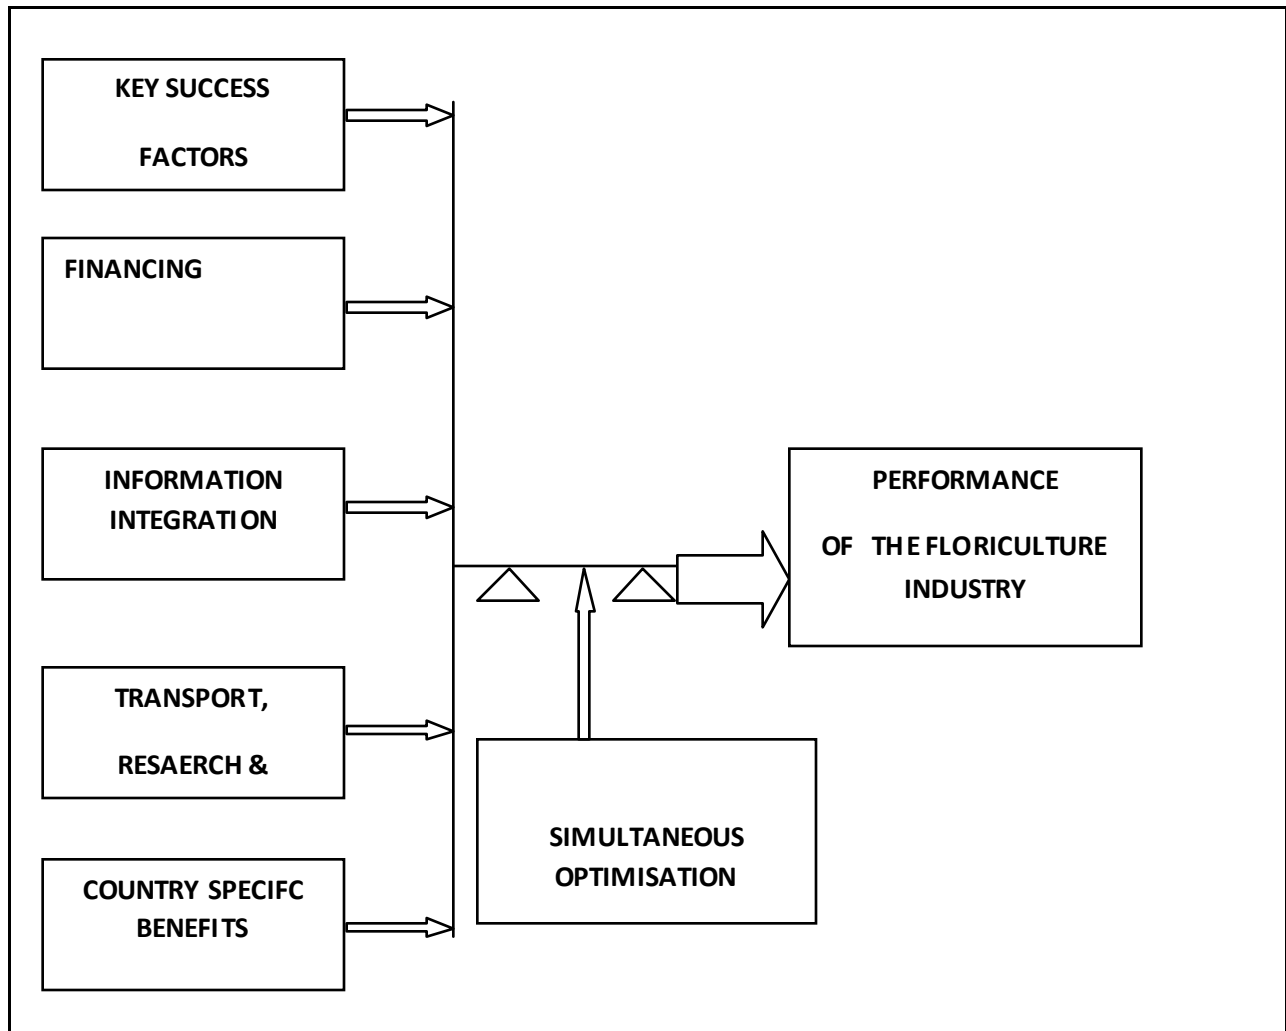 KEY SUCCESS
FACTORS
FINANCING
INFORMATION
INTEGRATION
PERFORMANCE
OF THE FLORICULTURE
INDUSTRY
TRANSPORT,
RESAERCH &
SIMULTANEOUS
OPTIMISATION
COUNTRY SPECIFC
BENEFITS